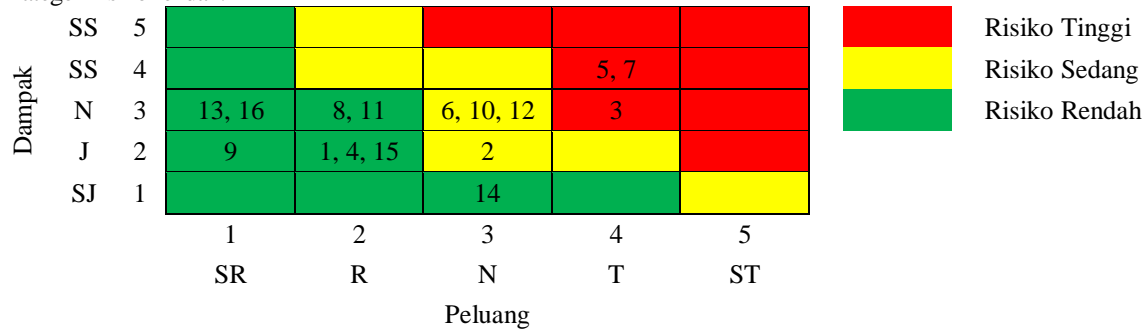 SS 5 Risiko Tinggi
SS 4 5, 7 Risiko Sedang
N 3 13, 16 8, 11 6, 10, 12 3 Risiko Rendah
Dampak
J 2 9 1, 4, 15 2
SJ 1 14
1 2 3 4 5
SR R N T ST
Peluang